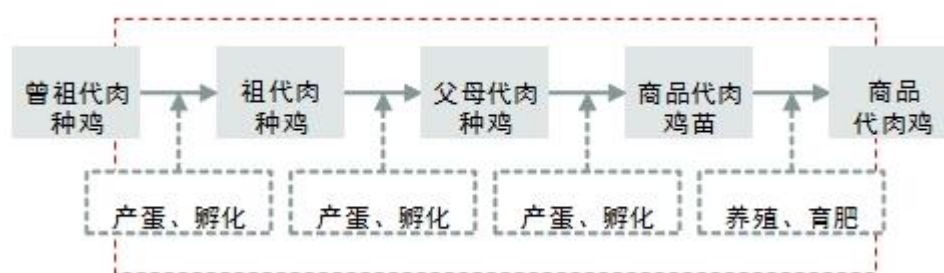 曾祖代肉
种鸡
祖代肉
种鸡
父母代肉
种鸡
商品代肉
鸡苗
商品
代肉鸡
产蛋、孵化
产蛋、孵化
产蛋、孵化
养殖、育肥